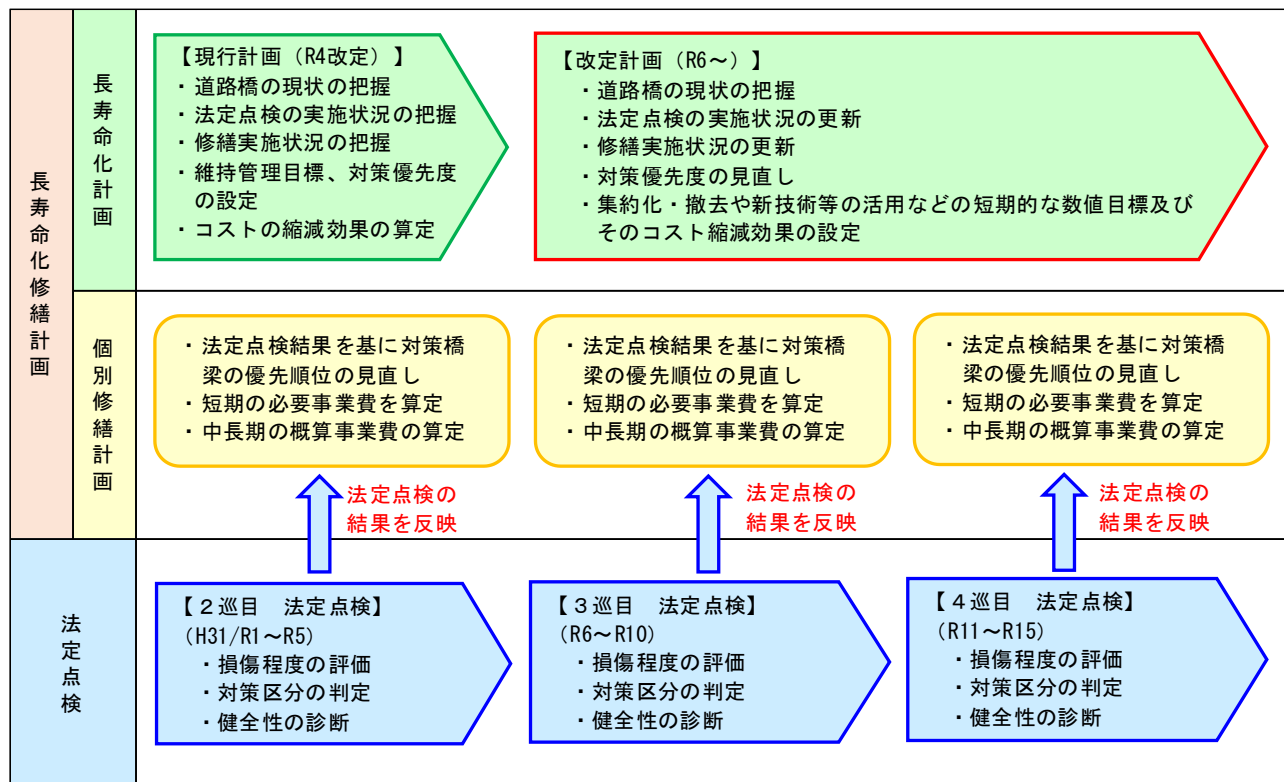 長寿命化修繕計画
長寿命化計画
【現行計画（R4改定）】
・道路橋の現状の把握
・法定点検の実施状況の把握
・修繕実施状況の把握
・維持管理目標、対策優先度
の設定
・コストの縮減効果の算定
【改定計画（R6～）】
・道路橋の現状の把握
・法定点検の実施状況の更新
・修繕実施状況の更新
・対策優先度の見直し
・集約化・撤去や新技術等の活用などの短期的な数値目標及び
そのコスト縮減効果の設定
個別修繕計画
・法定点検結果を基に対策橋
梁の優先順位の見直し
・短期の必要事業費を算定
・中長期の概算事業費の算定
・法定点検結果を基に対策橋
梁の優先順位の見直し
・短期の必要事業費を算定
・中長期の概算事業費の算定
・法定点検結果を基に対策橋
梁の優先順位の見直し
・短期の必要事業費を算定
・中長期の概算事業費の算定
法定点検の
結果を反映
法定点検の
結果を反映
法定点検の
結果を反映
法定点検
【２巡目　法定点検】
（H31/R1～R5）
・損傷程度の評価
・対策区分の判定
・健全性の診断
【３巡目　法定点検】
(R6～R10)
・損傷程度の評価
・対策区分の判定
・健全性の診断
【４巡目　法定点検】
(R11～R15)
・損傷程度の評価
・対策区分の判定
・健全性の診断